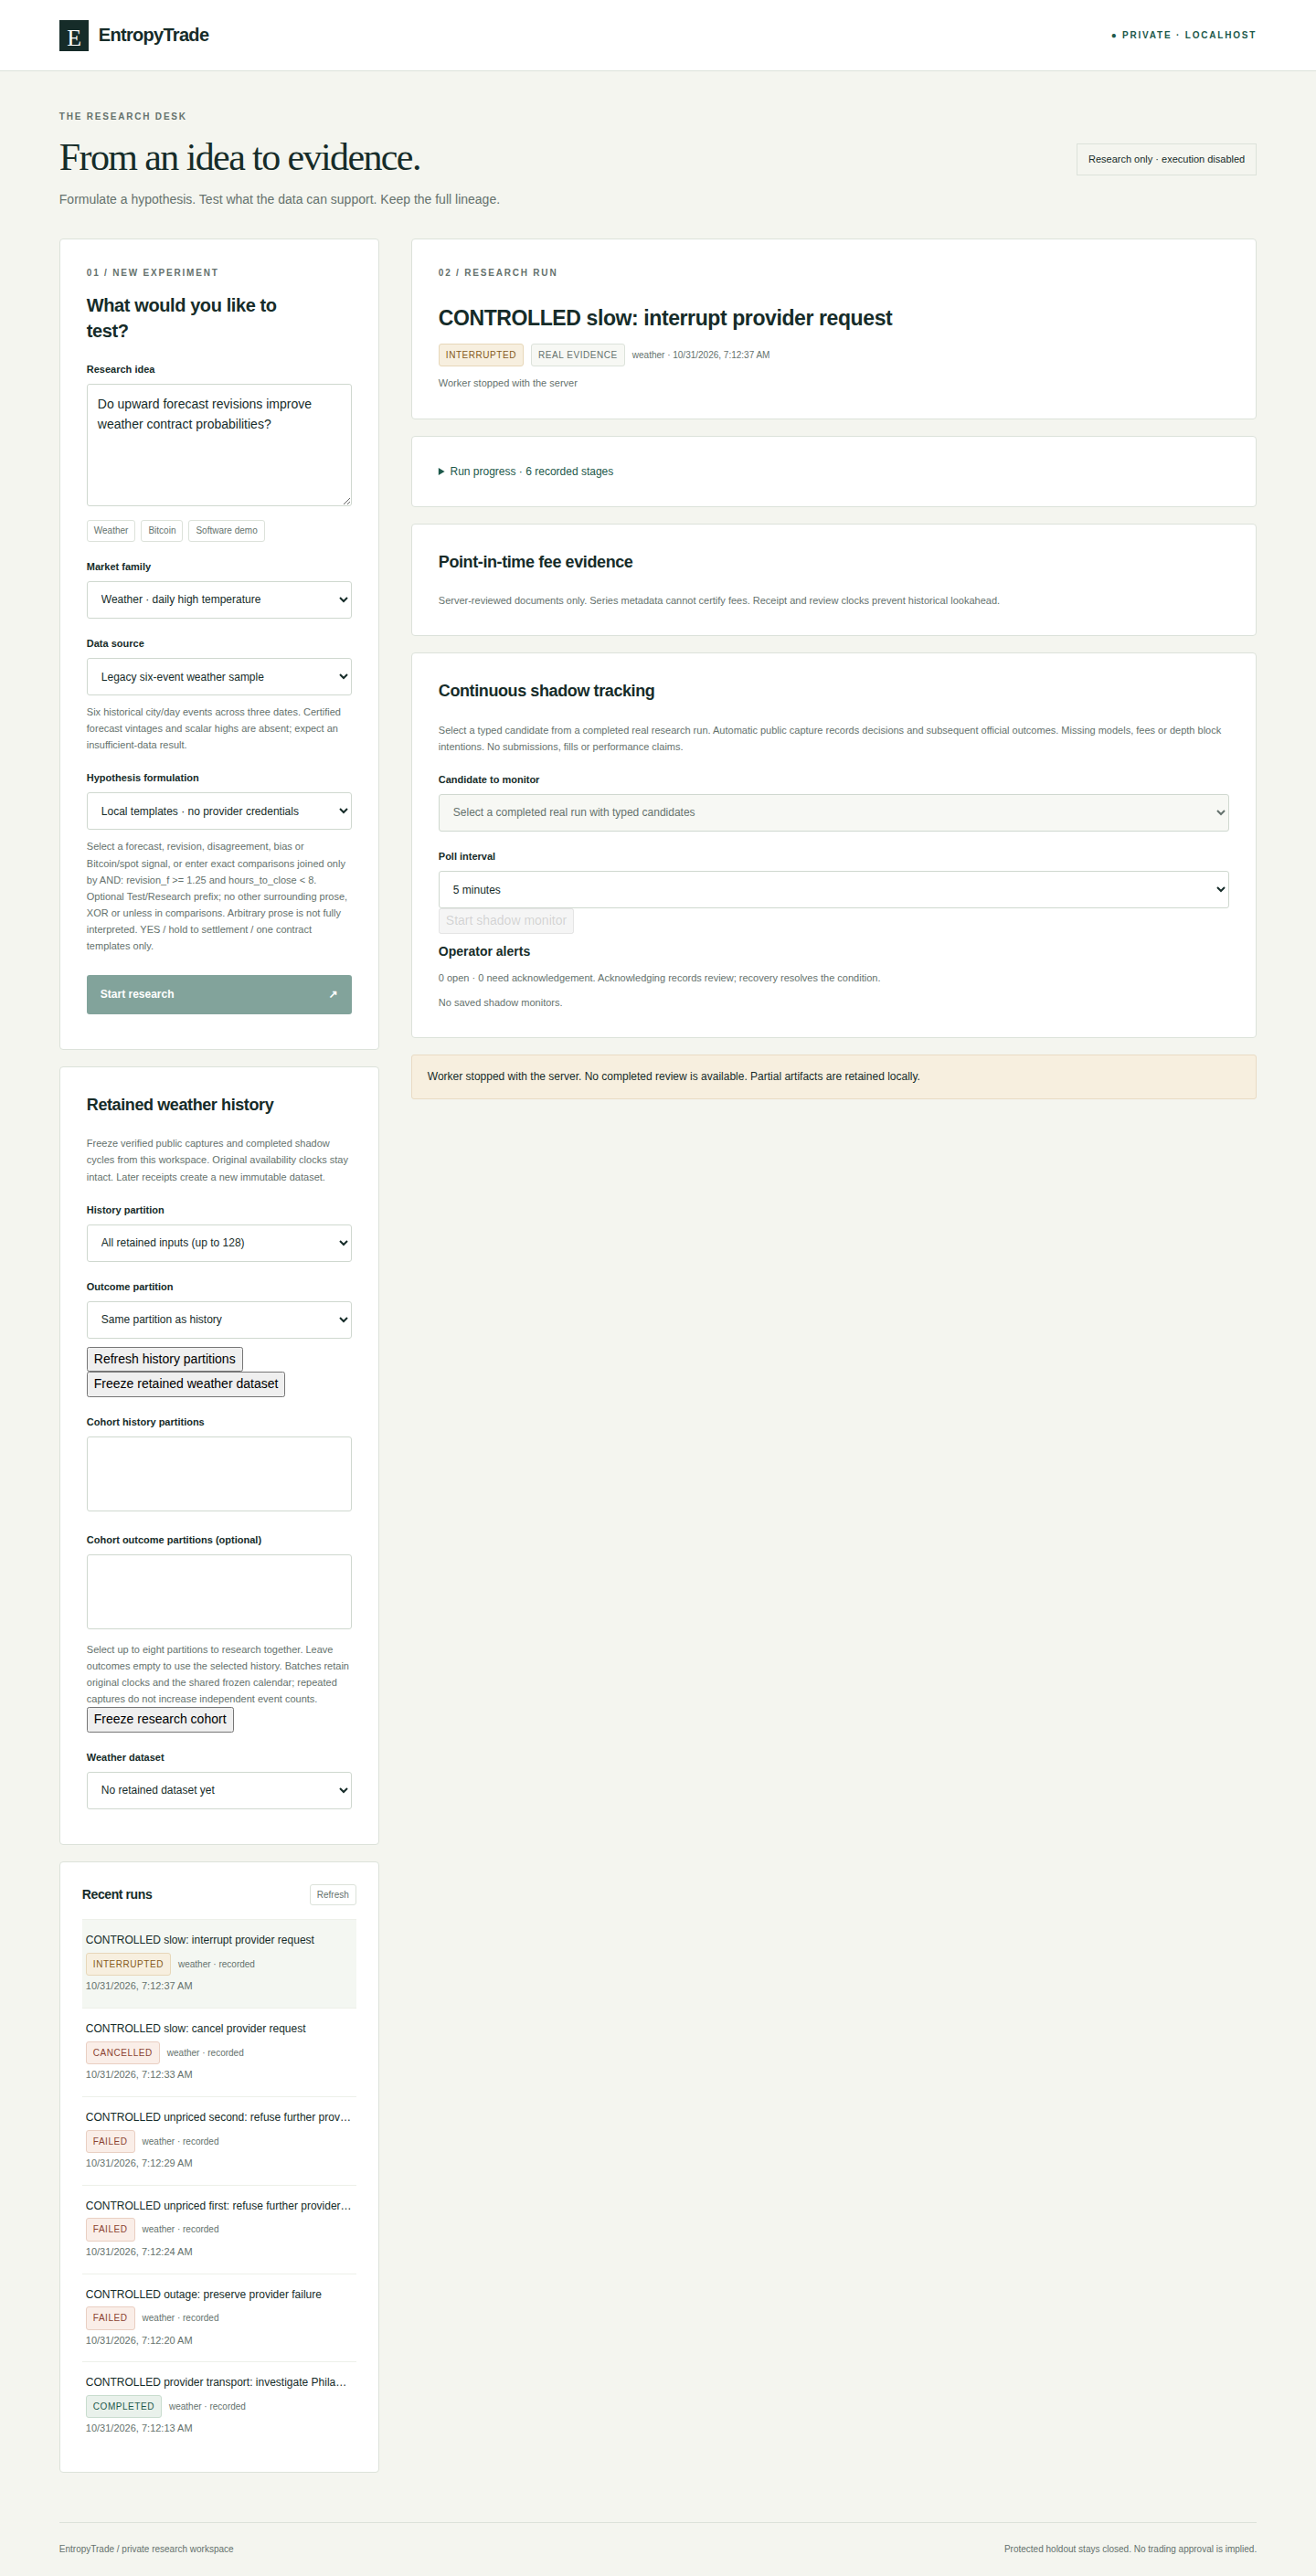 E EntropyTrade
● PRIVATE · LOCALHOST
THE RESEARCH DESK
From an idea to evidence.
Research only · execution disabled
Formulate a hypothesis. Test what the data can support. Keep the full lineage.
01 / NEW EXPERIMENT
What would you like to
test?
Research idea
Do upward forecast revisions improve
weather contract probabilities?
Weather
Bitcoin
Software demo
Market family
Weather · daily high temperature
Data source
Legacy six-event weather sample
Six historical city/day events across three dates. Certified
forecast vintages and scalar highs are absent; expect an
insufficient-data result.
Hypothesis formulation
Local templates · no provider credentials
Select a forecast, revision, disagreement, bias or
Bitcoin/spot signal, or enter exact comparisons joined only
by AND: revision_f >= 1.25 and hours_to_close < 8.
Optional Test/Research prefix; no other surrounding prose,
XOR or unless in comparisons. Arbitrary prose is not fully
interpreted. YES / hold to settlement / one contract
templates only.
Start research ↗
Retained weather history
Freeze verified public captures and completed shadow
cycles from this workspace. Original availability clocks stay
intact. Later receipts create a new immutable dataset.
History partition
All retained inputs (up to 128)
Outcome partition
Same partition as history
Refresh history partitions
Freeze retained weather dataset
Cohort history partitions
Cohort outcome partitions (optional)
Select up to eight partitions to research together. Leave
outcomes empty to use the selected history. Batches retain
original clocks and the shared frozen calendar; repeated
captures do not increase independent event counts.
Freeze research cohort
Weather dataset
No retained dataset yet
Recent runs
Refresh
CONTROLLED slow: interrupt provider request
INTERRUPTED weather · recorded
10/31/2026, 7:12:37 AM
CONTROLLED slow: cancel provider request
CANCELLED weather · recorded
10/31/2026, 7:12:33 AM
CONTROLLED unpriced second: refuse further prov…
FAILED weather · recorded
10/31/2026, 7:12:29 AM
CONTROLLED unpriced first: refuse further provider…
FAILED weather · recorded
10/31/2026, 7:12:24 AM
CONTROLLED outage: preserve provider failure
FAILED weather · recorded
10/31/2026, 7:12:20 AM
CONTROLLED provider transport: investigate Phila…
COMPLETED weather · recorded
10/31/2026, 7:12:13 AM
02 / RESEARCH RUN
CONTROLLED slow: interrupt provider request
INTERRUPTED REAL EVIDENCE weather · 10/31/2026, 7:12:37 AM
Worker stopped with the server
Run progress · 6 recorded stages
Point-in-time fee evidence
Server-reviewed documents only. Series metadata cannot certify fees. Receipt and review clocks prevent historical lookahead.
Continuous shadow tracking
Select a typed candidate from a completed real research run. Automatic public capture records decisions and subsequent official outcomes. Missing models, fees or depth block
intentions. No submissions, fills or performance claims.
Candidate to monitor
Select a completed real run with typed candidates
Poll interval
5 minutes
Start shadow monitor
Operator alerts
0 open · 0 need acknowledgement. Acknowledging records review; recovery resolves the condition.
No saved shadow monitors.
Worker stopped with the server. No completed review is available. Partial artifacts are retained locally.
EntropyTrade / private research workspace
Protected holdout stays closed. No trading approval is implied.